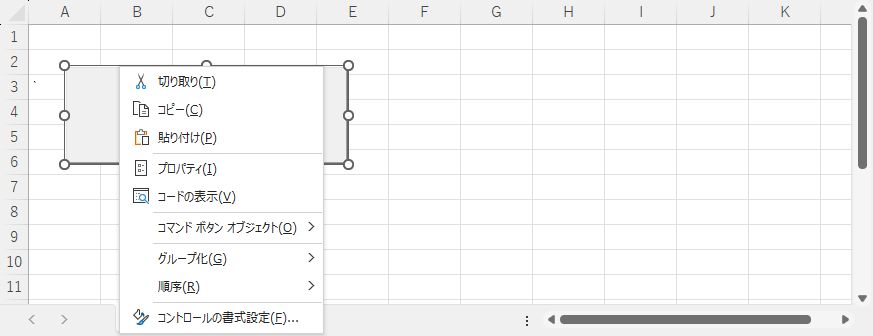 A B C D E F G H I J K
1
2
3
4
5
6
7
8
9
10
11
切り取り(T)
コピー(C)
貼り付け(P)
プロパティ(I)
コードの表示(V)
コマンド ボタン オブジェクト(O)
グループ化(G)
順序(R)
コントロールの書式設定(F)...